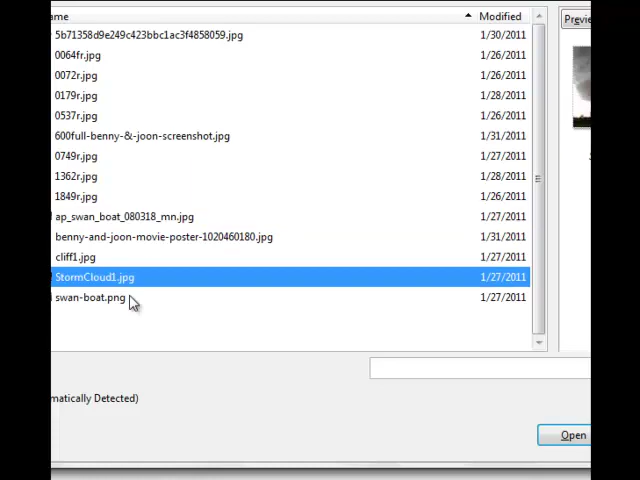 ame Modified Previe
5b71358d9e249c423bbc1ac3f4858059.jpg 1/30/2011
0064fr.jpg 1/26/2011
0072r.jpg 1/26/2011
0179r.jpg 1/28/2011
0537r.jpg 1/26/2011
600full-benny-&-joon-screenshot.jpg 1/31/2011
0749r.jpg 1/27/2011
1362r.jpg 1/28/2011
1849r.jpg 1/26/2011
ap_swan_boat_080318_mn.jpg 1/27/2011
benny-and-joon-movie-poster-1020460180.jpg 1/31/2011
cliff1.jpg 1/27/2011
StormCloud1.jpg 1/27/2011
swan-boat.png 1/27/2011
matically Detected)
Open